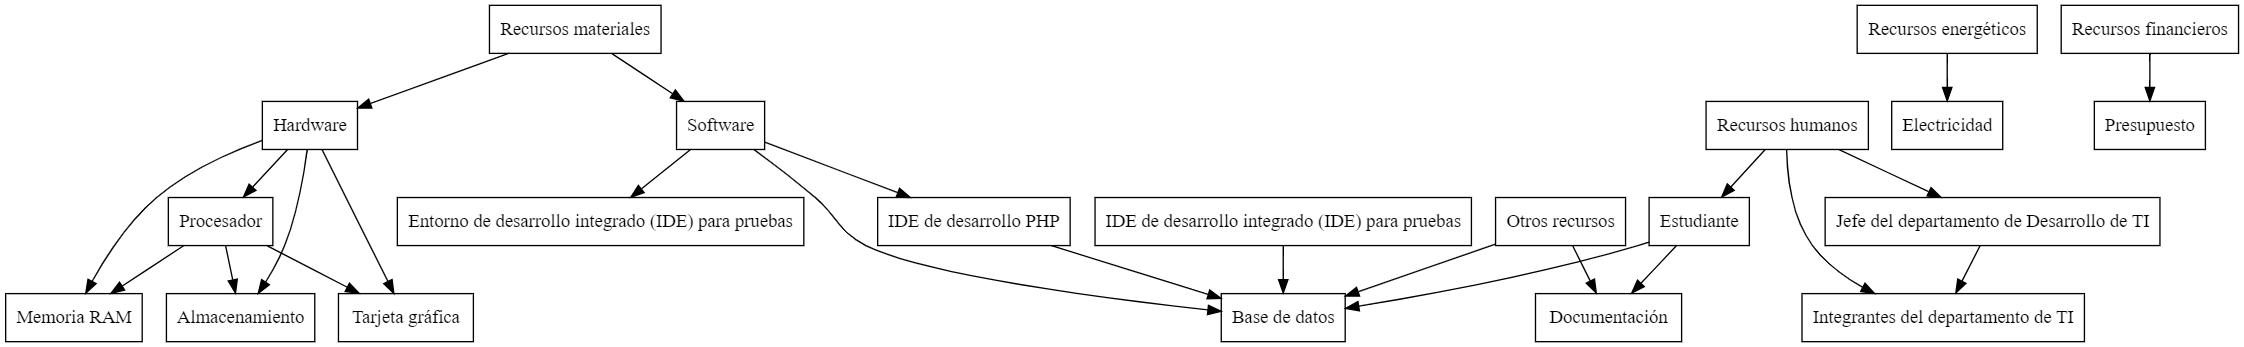 Recursos materiales
Recursos energéticos
Recursos financieros
Hardware
Software
Recursos humanos
Electricidad
Presupuesto
Procesador
Entorno de desarrollo integrado (IDE) para pruebas
IDE de desarrollo PHP
IDE de desarrollo integrado (IDE) para pruebas
Otros recursos
Estudiante
Jefe del departamento de Desarrollo de TI
Memoria RAM
Almacenamiento
Tarjeta gráfica
Base de datos
Documentación
Integrantes del departamento de TI